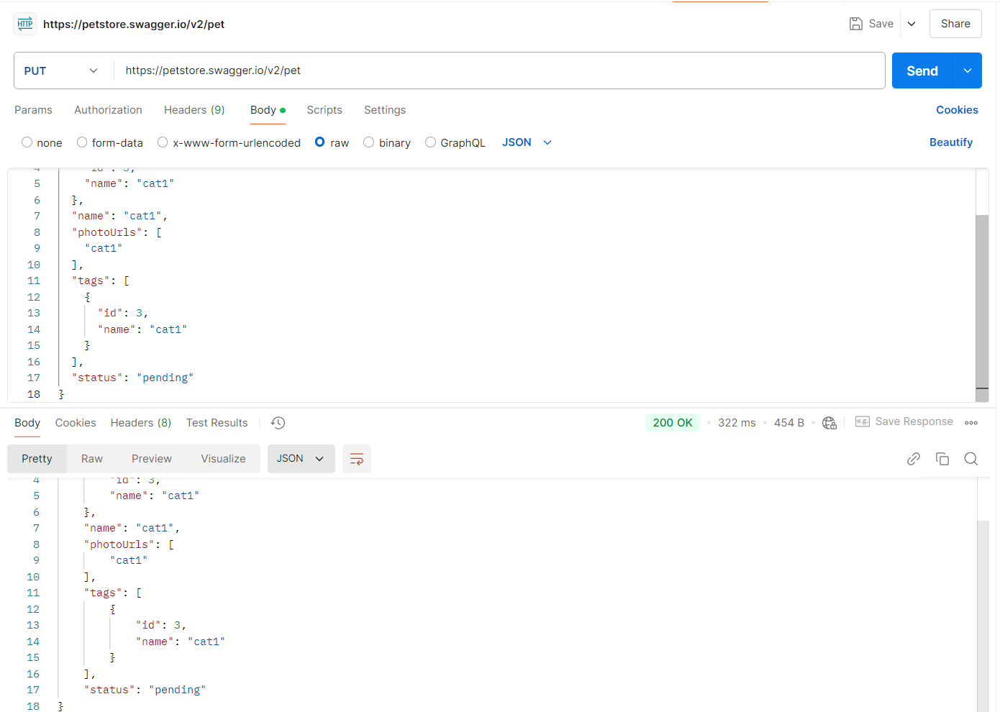 HTTP https://petstore.swagger.io/v2/pet Save Share
PUT https://petstore.swagger.io/v2/pet Send
Params Authorization Headers (9) Body Scripts Settings Cookies
none form-data x-www-form-urlencoded raw binary GraphQL JSON Beautify
4 "id": 3,
5 "name": "cat1"
6 },
7 "name": "cat1",
8 "photoUrls": [
9 "cat1"
10 ],
11 "tags": [
12 {
13 "id": 3,
14 "name": "cat1"
15 }
16 ],
17 "status": "pending"
18 }
Body Cookies Headers (8) Test Results 200 OK 322 ms 454 B e.g. Save Response
Pretty Raw Preview Visualize JSON
4 "id": 3,
5 "name": "cat1"
6 },
7 "name": "cat1",
8 "photoUrls": [
9 "cat1"
10 ],
11 "tags": [
12 {
13 "id": 3,
14 "name": "cat1"
15 }
16 ],
17 "status": "pending"
18 }